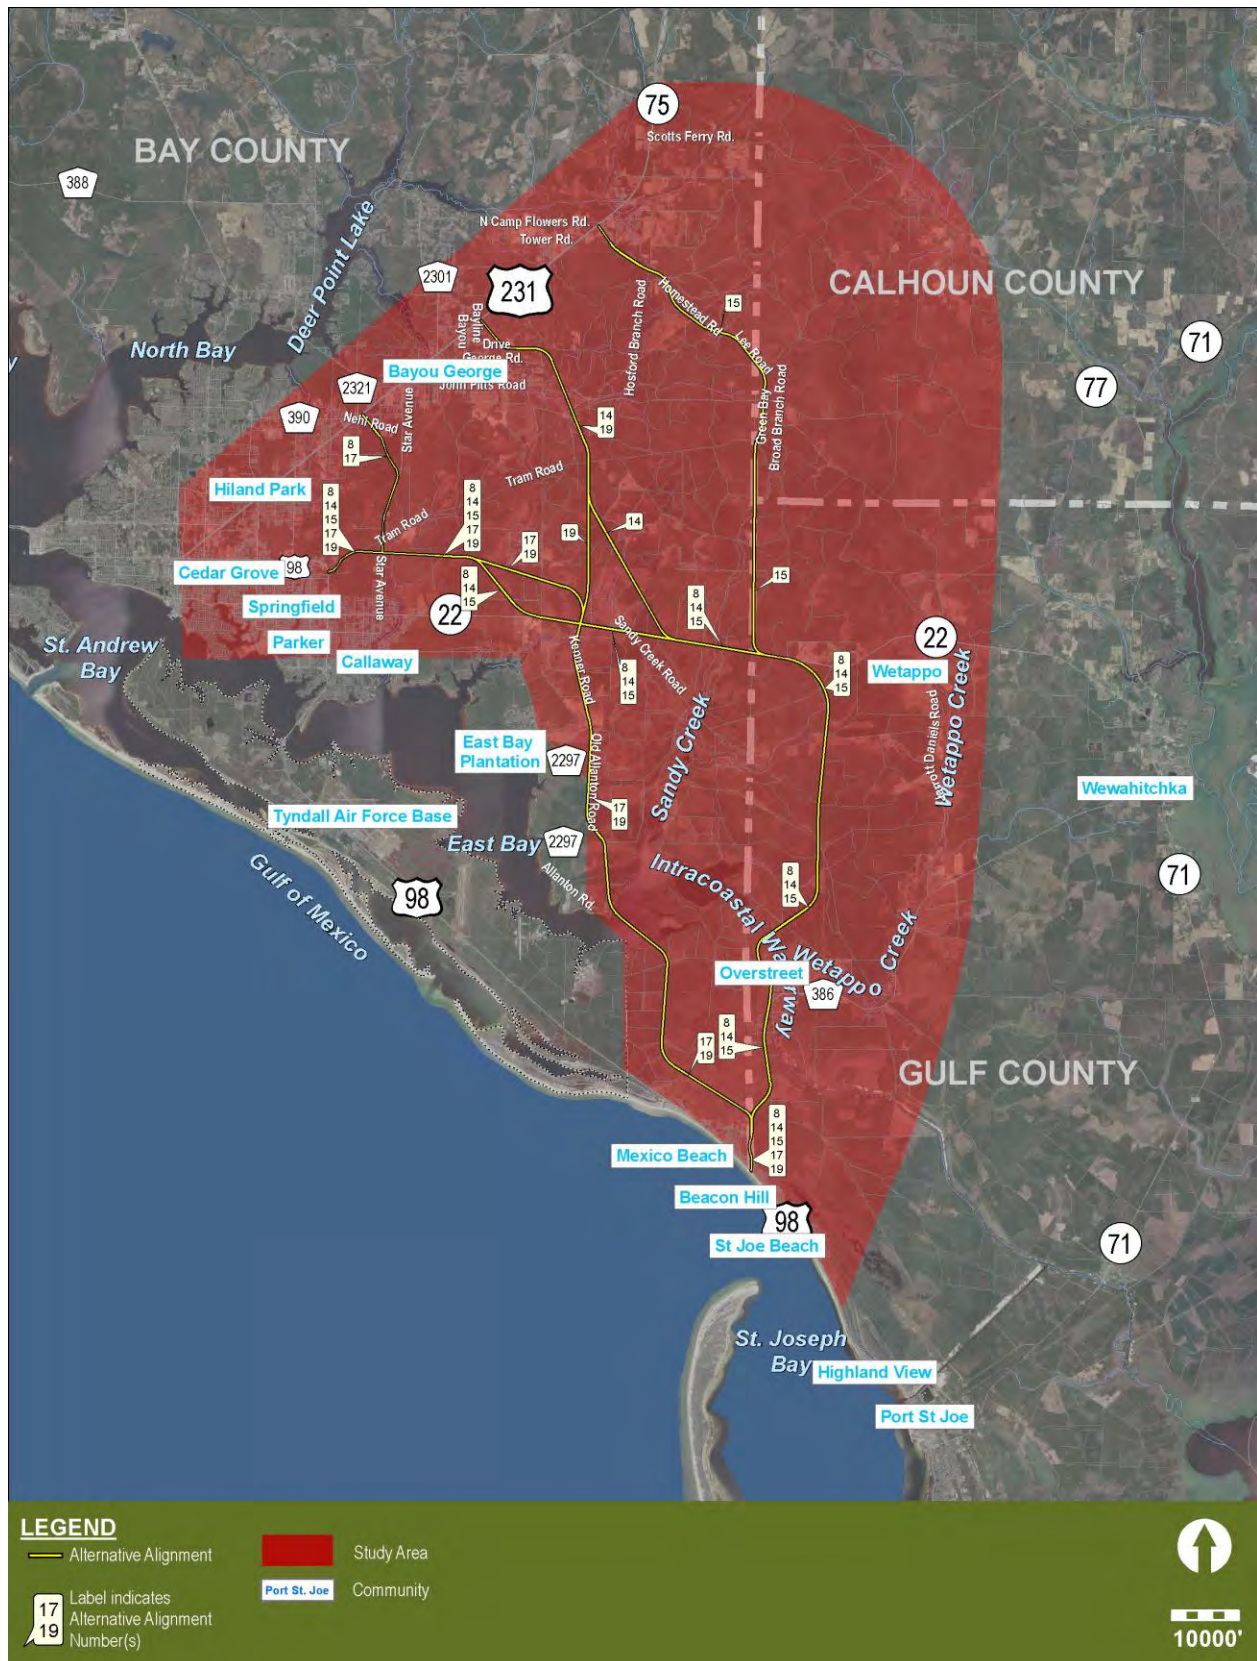 75
Scotts Ferry Rd.
BAY COUNTY
388
N Camp Flowers Rd.
Tower Rd.
Deer Point Lake
2301
231
CALHOUN COUNTY
Homestead Rd
15
Hosford Branch Road
Lee Road
71
North Bay
Bayline
Bayou
Drive
George Rd.
Bayou George
John Pitts Road
77
2321
390
Nehi Road
Star Avenue
Green Bay
Broad Branch Road
14
19
8
17
Tram Road
Hiland Park
8
14
15
17
19
8
14
15
17
19
Tram Road
17
19
19
14
Cedar Grove
98
Star Avenue
8
14
15
15
Springfield
22
8
14
15
22
Parker
St. Andrew
Bay
Callaway
Kenner Road
Sandy Creek Road
8
14
15
8
14
15
Wetappo
Wetappo Creek
Sandy Creek
East Bay
Plantation
2297
Old Allanton Road
Daniels Road
Wewahitchka
17
19
Tyndall Air Force Base
East Bay
2297
Allanton Rd.
98
Gulf of Mexico
Intracoastal Waterway
8
14
15
71
Wetappo
Creek
Overstreet
386
8
14
15
17
19
GULF COUNTY
8
14
15
17
19
Mexico Beach
Beacon Hill
98
St Joe Beach
71
St. Joseph
Bay
Highland View
Port St Joe
LEGEND
Alternative Alignment
Study Area
Port St. Joe
Community
17
19
Label indicates
Alternative Alignment
Number(s)
10000'